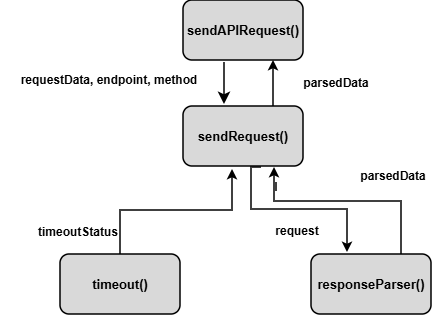 sendAPIRequest()
requestData, endpoint, method
parsedData
sendRequest()
parsedData
timeoutStatus
request
timeout()
responseParser()